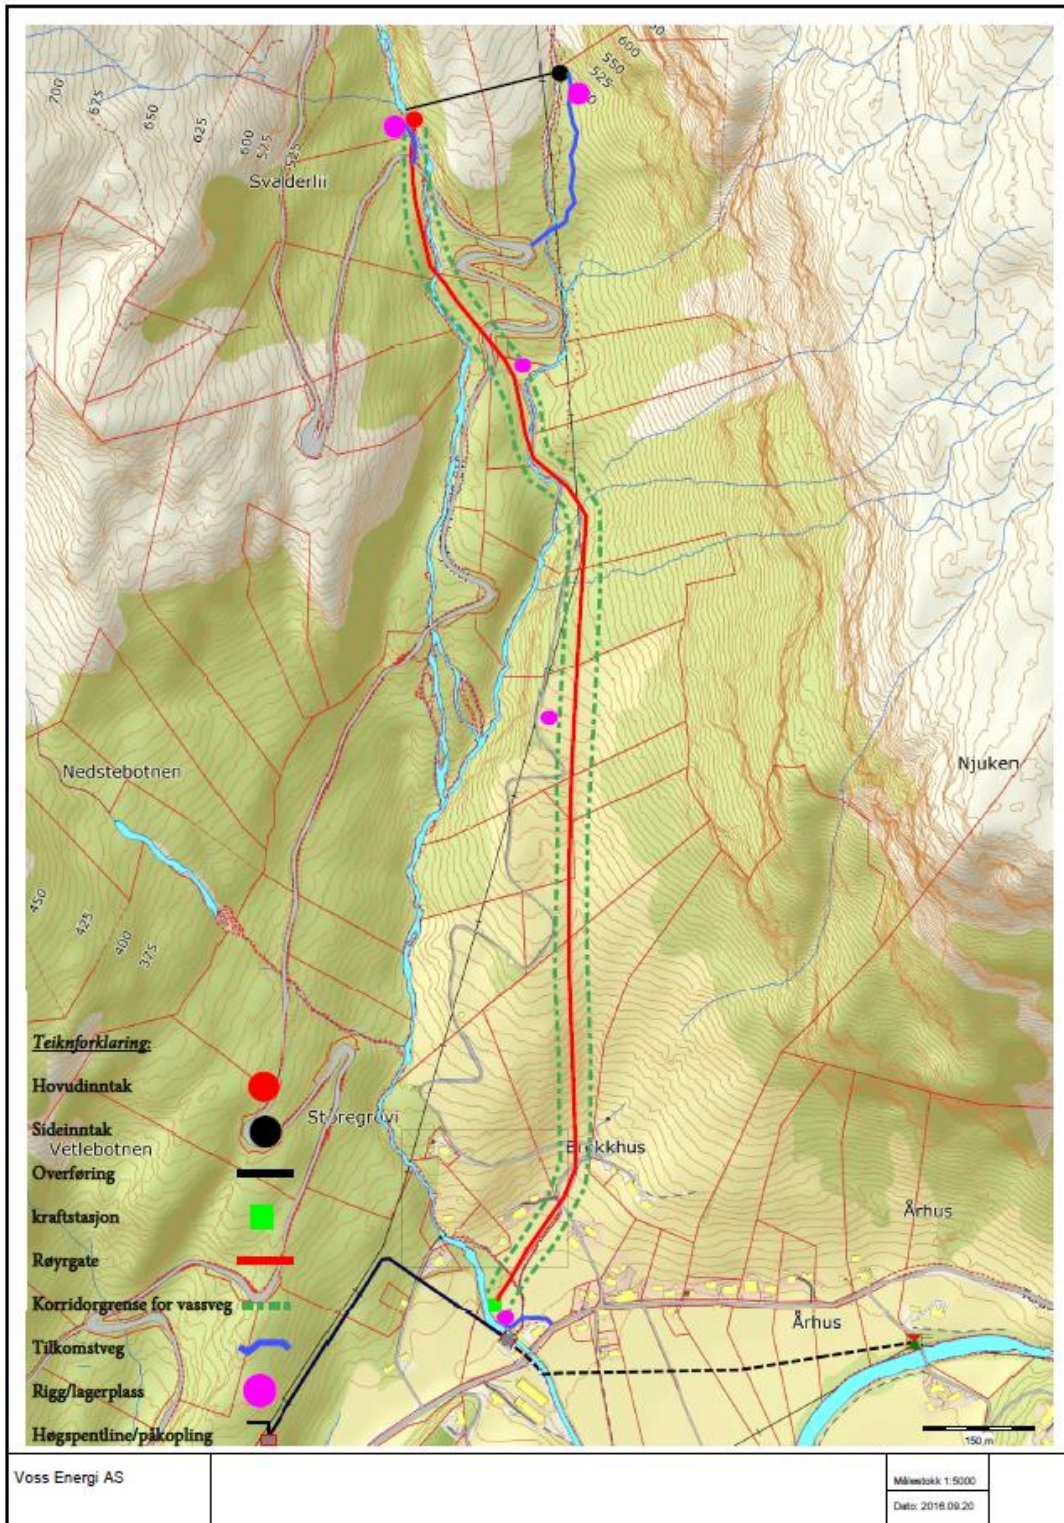 600
550
525
700
675
650
625
600
575
525
Svaderlii
Nedstebotnen
Njuken
450
425
400
375
Teiknforklaring:
Hovudinntak
Storegrovi
Sideinntak
Vetlebotnen
Brekkhus
Overføring
kraftstasjon
Århus
Røyrgate
Korridorgrense for vassveg
Århus
Tilkomstveg
Rigg/lagerplass
Høgspentline/påkopling
150 m
Voss Energi AS
Målestokk 1:5000
Dato: 2016.09.20